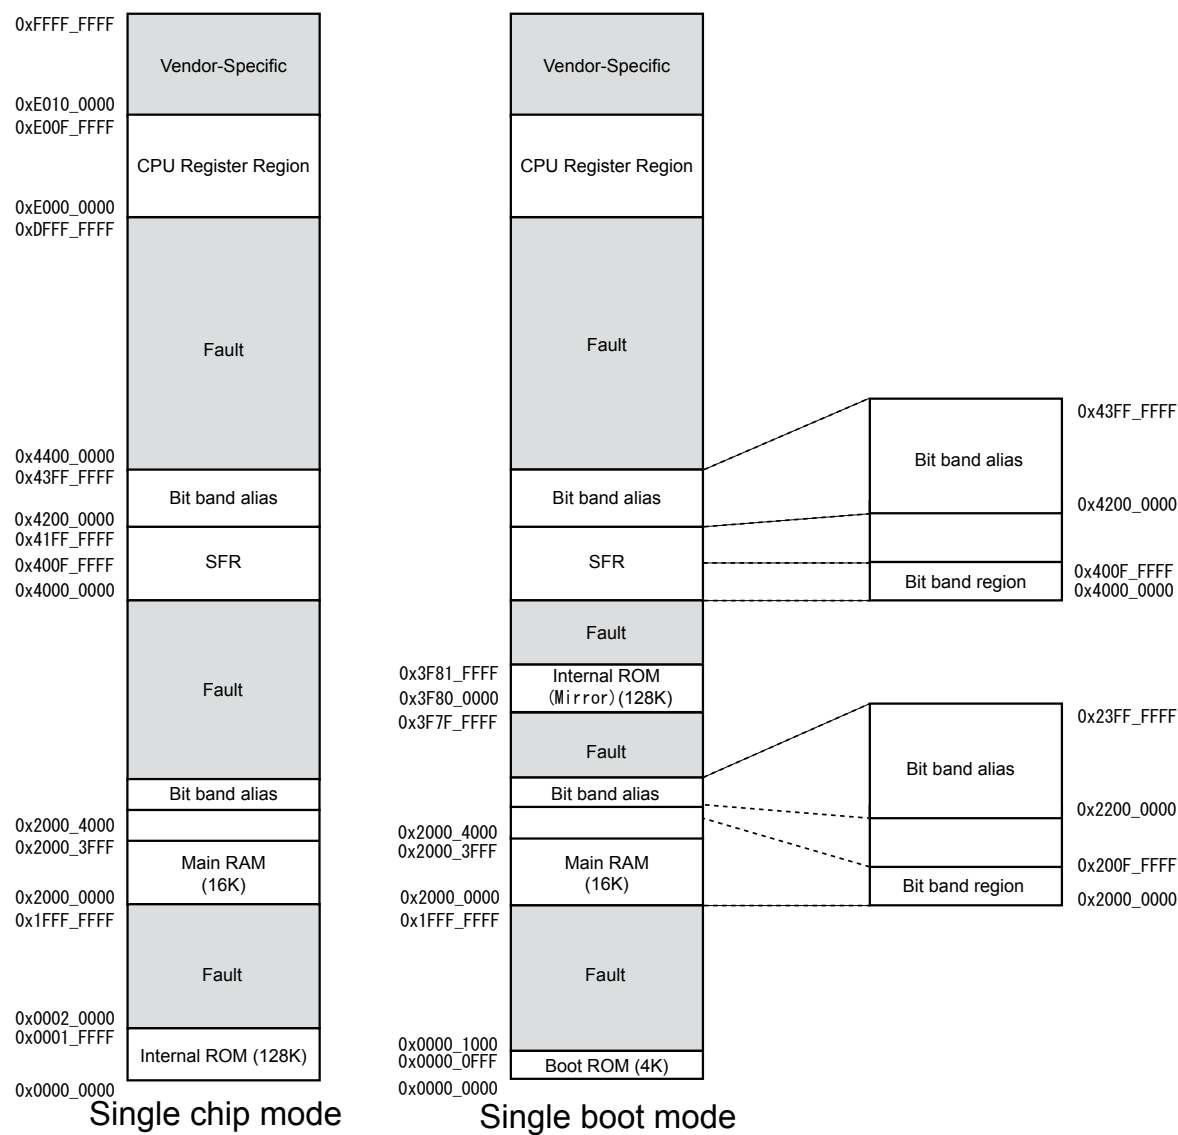 0xFFFF_FFFF
Vendor-Specific
0xE010_0000
0xE00F_FFFF
CPU Register Region
0xE000_0000
0xDFFF_FFFF
Fault
0x4400_0000
0x43FF_FFFF
Bit band alias
0x4200_0000
0x41FF_FFFF
0x400F_FFFF
SFR
0x4000_0000
Fault
Bit band alias
0x2000_4000
0x2000_3FFF
Main RAM
(16K)
0x2000_0000
0x1FFF_FFFF
Fault
0x0002_0000
0x0001_FFFF
Internal ROM (128K)
0x0000_0000
Single chip mode
Vendor-Specific
CPU Register Region
Fault
Bit band alias
SFR
Fault
0x3F81_FFFF
Internal ROM
0x3F80_0000
(Mirror)(128K)
0x3F7F_FFFF
Fault
Bit band alias
0x2000_4000
0x2000_3FFF
Main RAM
(16K)
0x2000_0000
0x1FFF_FFFF
Fault
0x0000_1000
0x0000_0FFF
Boot ROM (4K)
0x0000_0000
Single boot mode
0x43FF_FFFF
Bit band alias
0x4200_0000
0x400F_FFFF
Bit band region
0x4000_0000
0x23FF_FFFF
Bit band alias
0x2200_0000
0x200F_FFFF
Bit band region
0x2000_0000